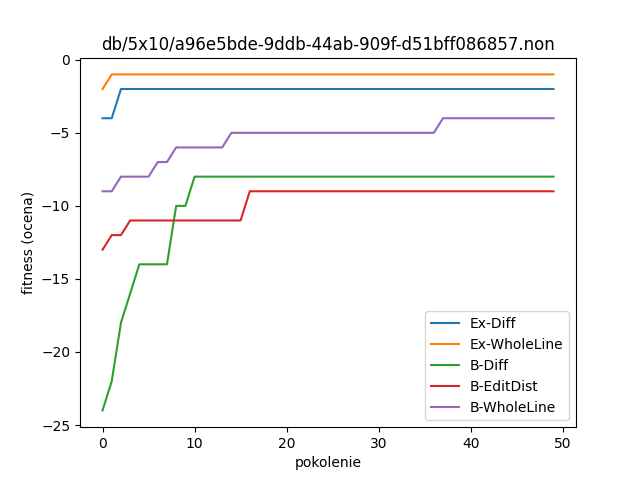 db/5x10/a96e5bde-9ddb-44ab-909f-d51bff086857.non
0
−5
−10
−15
−20
−25
fitness (ocena)
Ex-Diff
Ex-WholeLine
B-Diff
B-EditDist
B-WholeLine
0 10 20 30 40 50
pokolenie